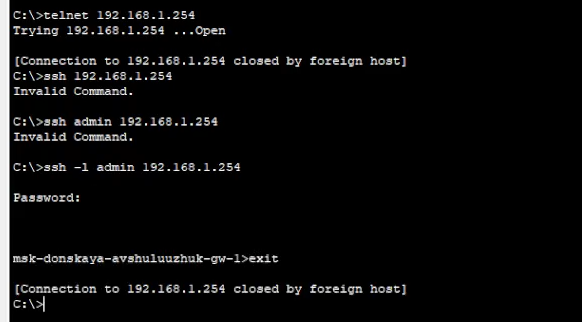 C:\>telnet 192.168.1.254
Trying 192.168.1.254 ...Open
[Connection to 192.168.1.254 closed by foreign host]
C:\>ssh 192.168.1.254
Invalid Command.
C:\>ssh admin 192.168.1.254
Invalid Command.
C:\>ssh -l admin 192.168.1.254
Password:
msk-donskaya-avshuluuzhuk-gw-1>exit
[Connection to 192.168.1.254 closed by foreign host]
C:\>